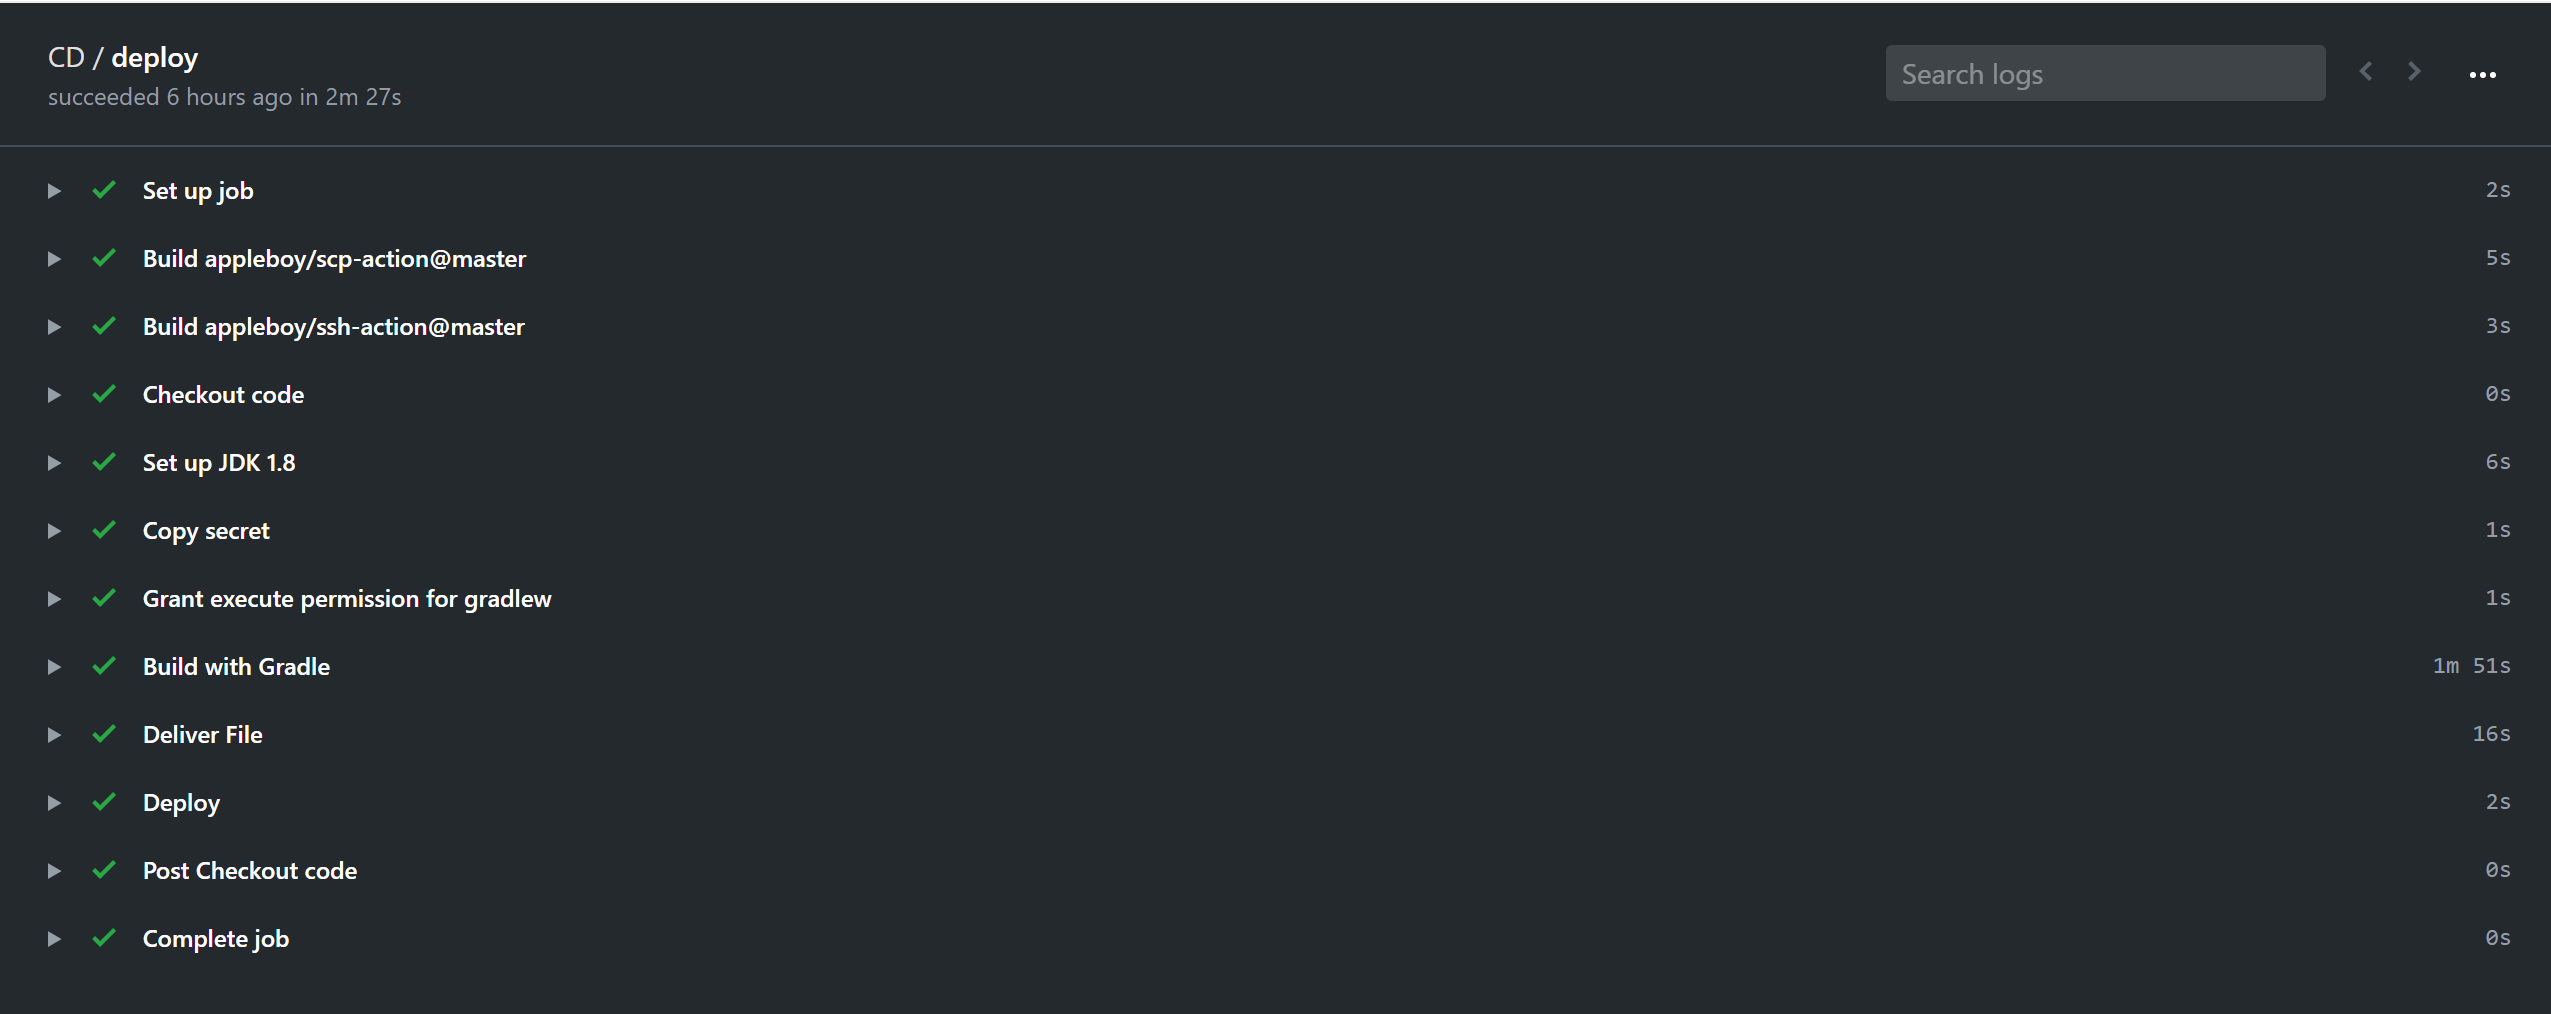 CD / deploy
succeeded 6 hours ago in 2m 27s
Search logs
Set up job 2s
Build appleboy/scp-action@master 5s
Build appleboy/ssh-action@master 3s
Checkout code 0s
Set up JDK 1.8 6s
Copy secret 1s
Grant execute permission for gradlew 1s
Build with Gradle 1m 51s
Deliver File 16s
Deploy 2s
Post Checkout code 0s
Complete job 0s